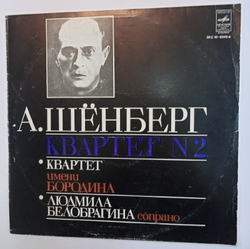 А. ШЁНБЕРГ
КВАРТЕТ N 2
• КВАРТЕТ
имени
БОРОДИНА
• ЛЮДМИЛА
БЕЛОБРАГИНА сопрано